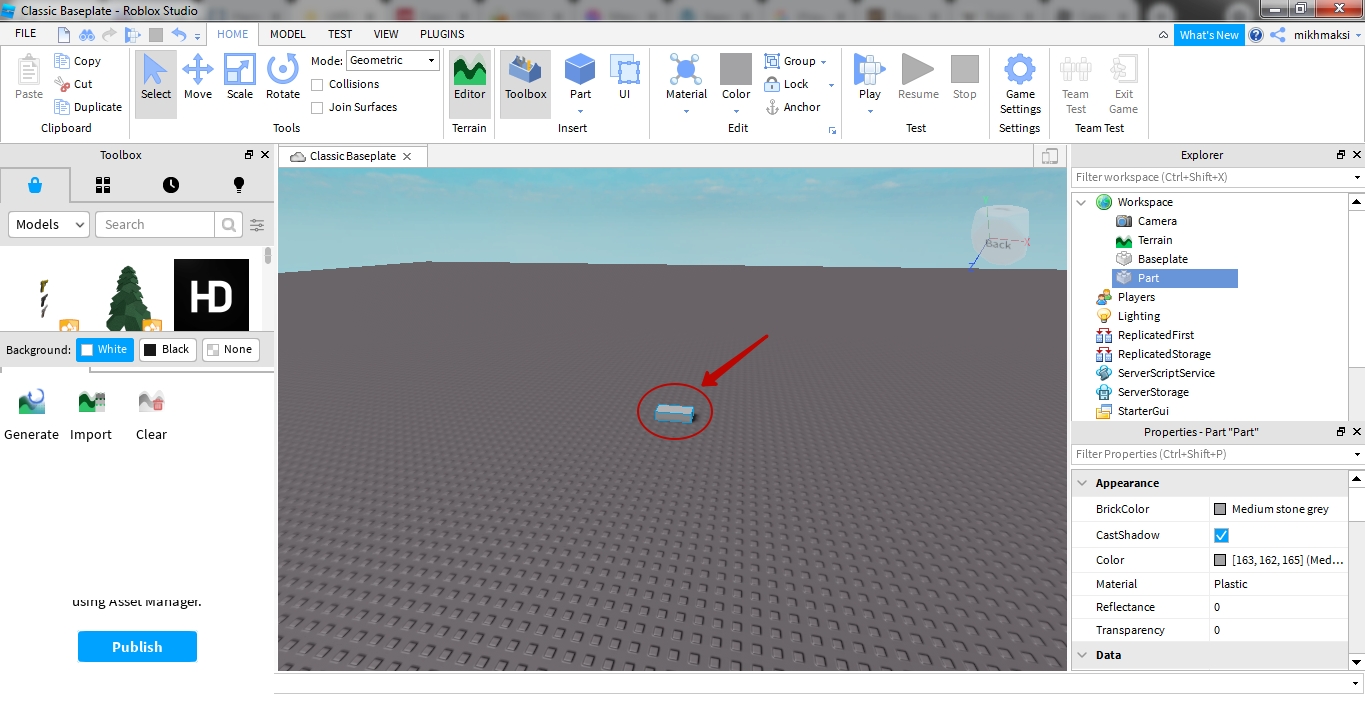 Classic Baseplate - Roblox Studio
FILE HOME MODEL TEST VIEW PLUGINS What's New mikhmaksi
Paste
Copy
Cut
Duplicate
Clipboard
Select Move Scale Rotate
Mode: Geometric
Collisions
Join Surfaces
Tools
Editor
Terrain
Toolbox Part UI
Insert
Material Color
Group
Lock
Anchor
Edit
Play Resume Stop
Test
Game
Settings
Settings
Team
Test
Exit
Game
Team Test
Toolbox
Models Search
HD
Background: White Black None
Generate Import Clear
using Asset Manager.
Publish
Classic Baseplate
Back
X
Z
Explorer
Filter workspace (Ctrl+Shift+X)
Workspace
Camera
Terrain
Baseplate
Part
Players
Lighting
ReplicatedFirst
ReplicatedStorage
ServerScriptService
ServerStorage
StarterGui
Properties - Part "Part"
Filter Properties (Ctrl+Shift+P)
Appearance
BrickColor Medium stone grey
CastShadow
Color [163, 162, 165] (Med...
Material Plastic
Reflectance 0
Transparency 0
Data